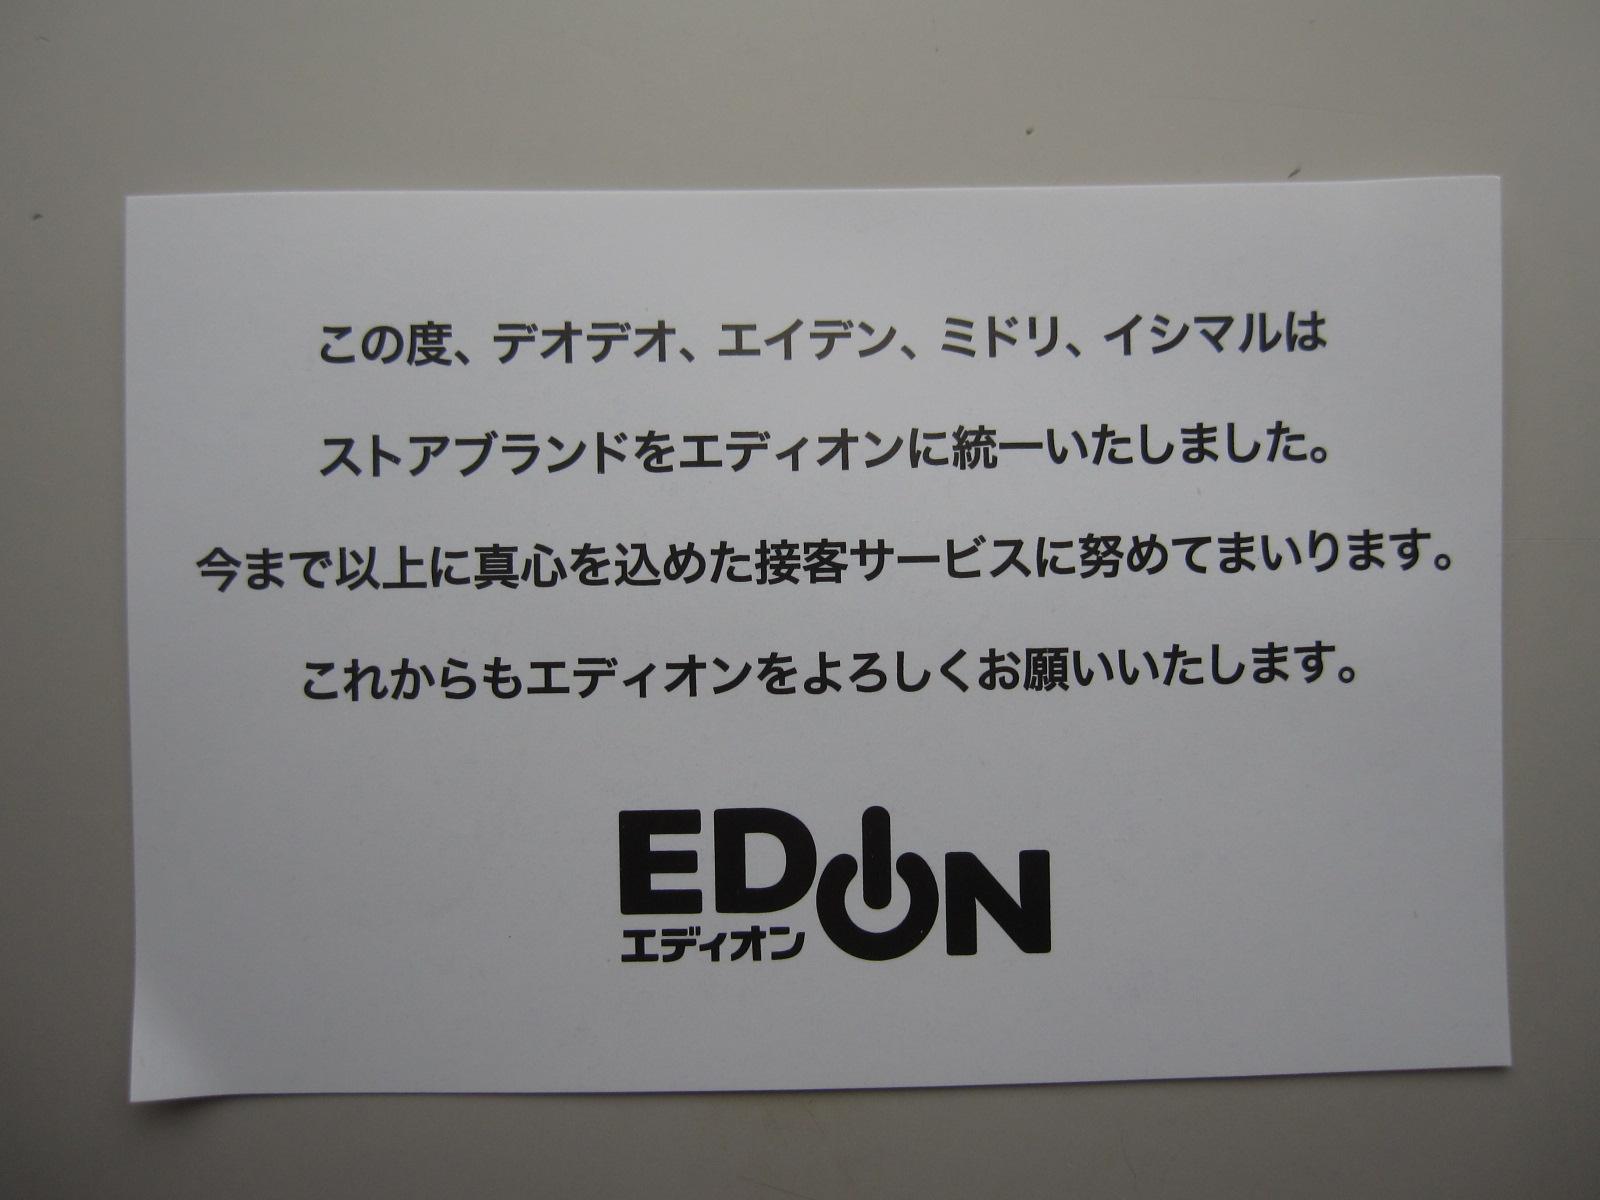 この度、デオデオ、エイデン、ミドリ、イシマルは
ストアブランドをエディオンに統一いたしました。
今まで以上に真心を込めた接客サービスに努めてまいります。
これからもエディオンをよろしくお願いいたします。
EDION
エディオン